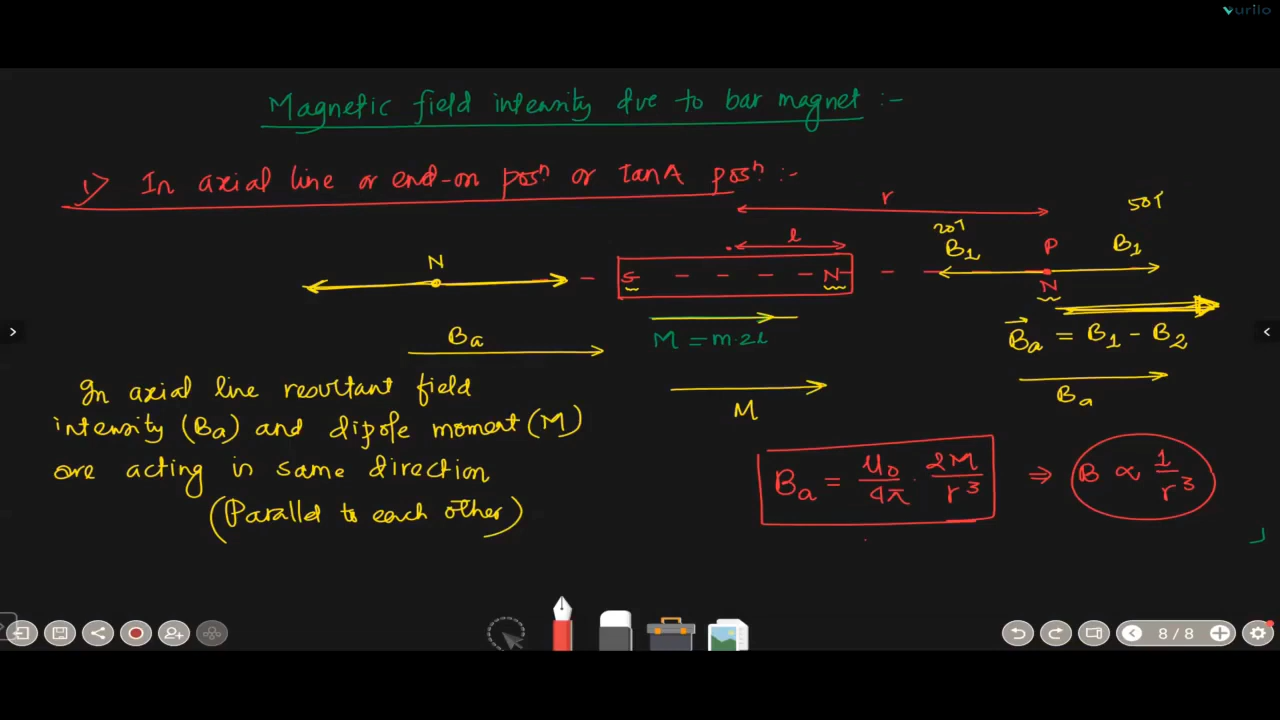 Vurilo
Magnetic field intensity due to bar magnet :-
1) In axial line or end-on posⁿ or TanA posⁿ :-
r
50T
20T
l
B₁
P
B₁
N
S
N
N
M = m.2l
B⃗a = B₁ - B₂
Ba
M
Ba
In axial line resultant field
intensity (Ba) and dipole moment (M)
are acting in same direction
(Parallel to each other)
Ba = μ₀/4π . 2M/r³ ⇒ B ∝ 1/r³
8 / 8